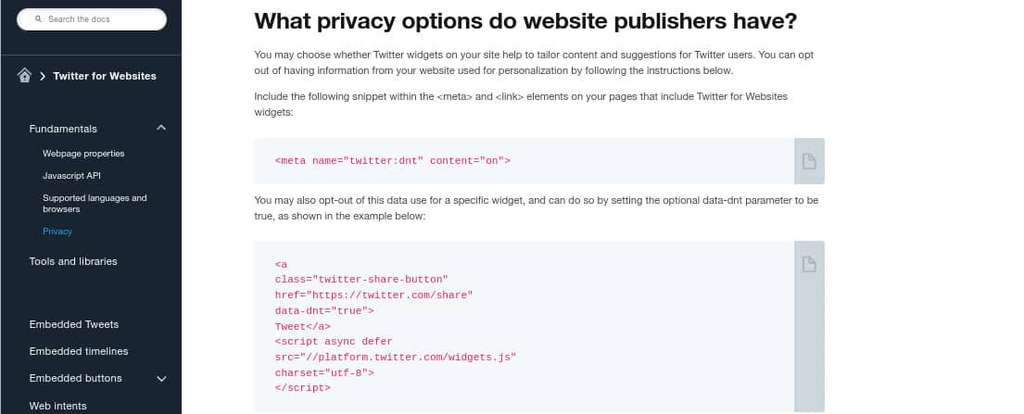 Search the docs
Twitter for Websites
Fundamentals
Webpage properties
Javascript API
Supported languages and
browsers
Privacy
Tools and libraries
Embedded Tweets
Embedded timelines
Embedded buttons
Web intents
What privacy options do website publishers have?
You may choose whether Twitter widgets on your site help to tailor content and suggestions for Twitter users. You can opt
out of having information from your website used for personalization by following the instructions below.
Include the following snippet within the <meta> and <link> elements on your pages that include Twitter for Websites
widgets:
<meta name="twitter:dnt" content="on">
You may also opt-out of this data use for a specific widget, and can do so by setting the optional data-dnt parameter to be
true, as shown in the example below:
<a
class="twitter-share-button"
href="https://twitter.com/share"
data-dnt="true">
Tweet</a>
<script async defer
src="//platform.twitter.com/widgets.js"
charset="utf-8">
</script>